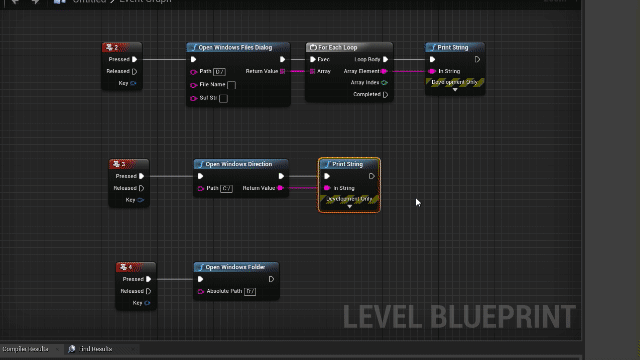 Untitled > Event Graph
2
Pressed
Released
Key
Open Windows Files Dialog
Path D:/
Return Value
File Name
Suf Str
For Each Loop
Exec
Loop Body
Array
Array Element
Array Index
Completed
Print String
In String
Development Only
3
Pressed
Released
Key
Open Windows Direction
Path C:/
Return Value
Print String
In String
Development Only
4
Pressed
Released
Key
Open Windows Folder
Absolute Path D:/
LEVEL BLUEPRINT
Compiler Results
Find Results